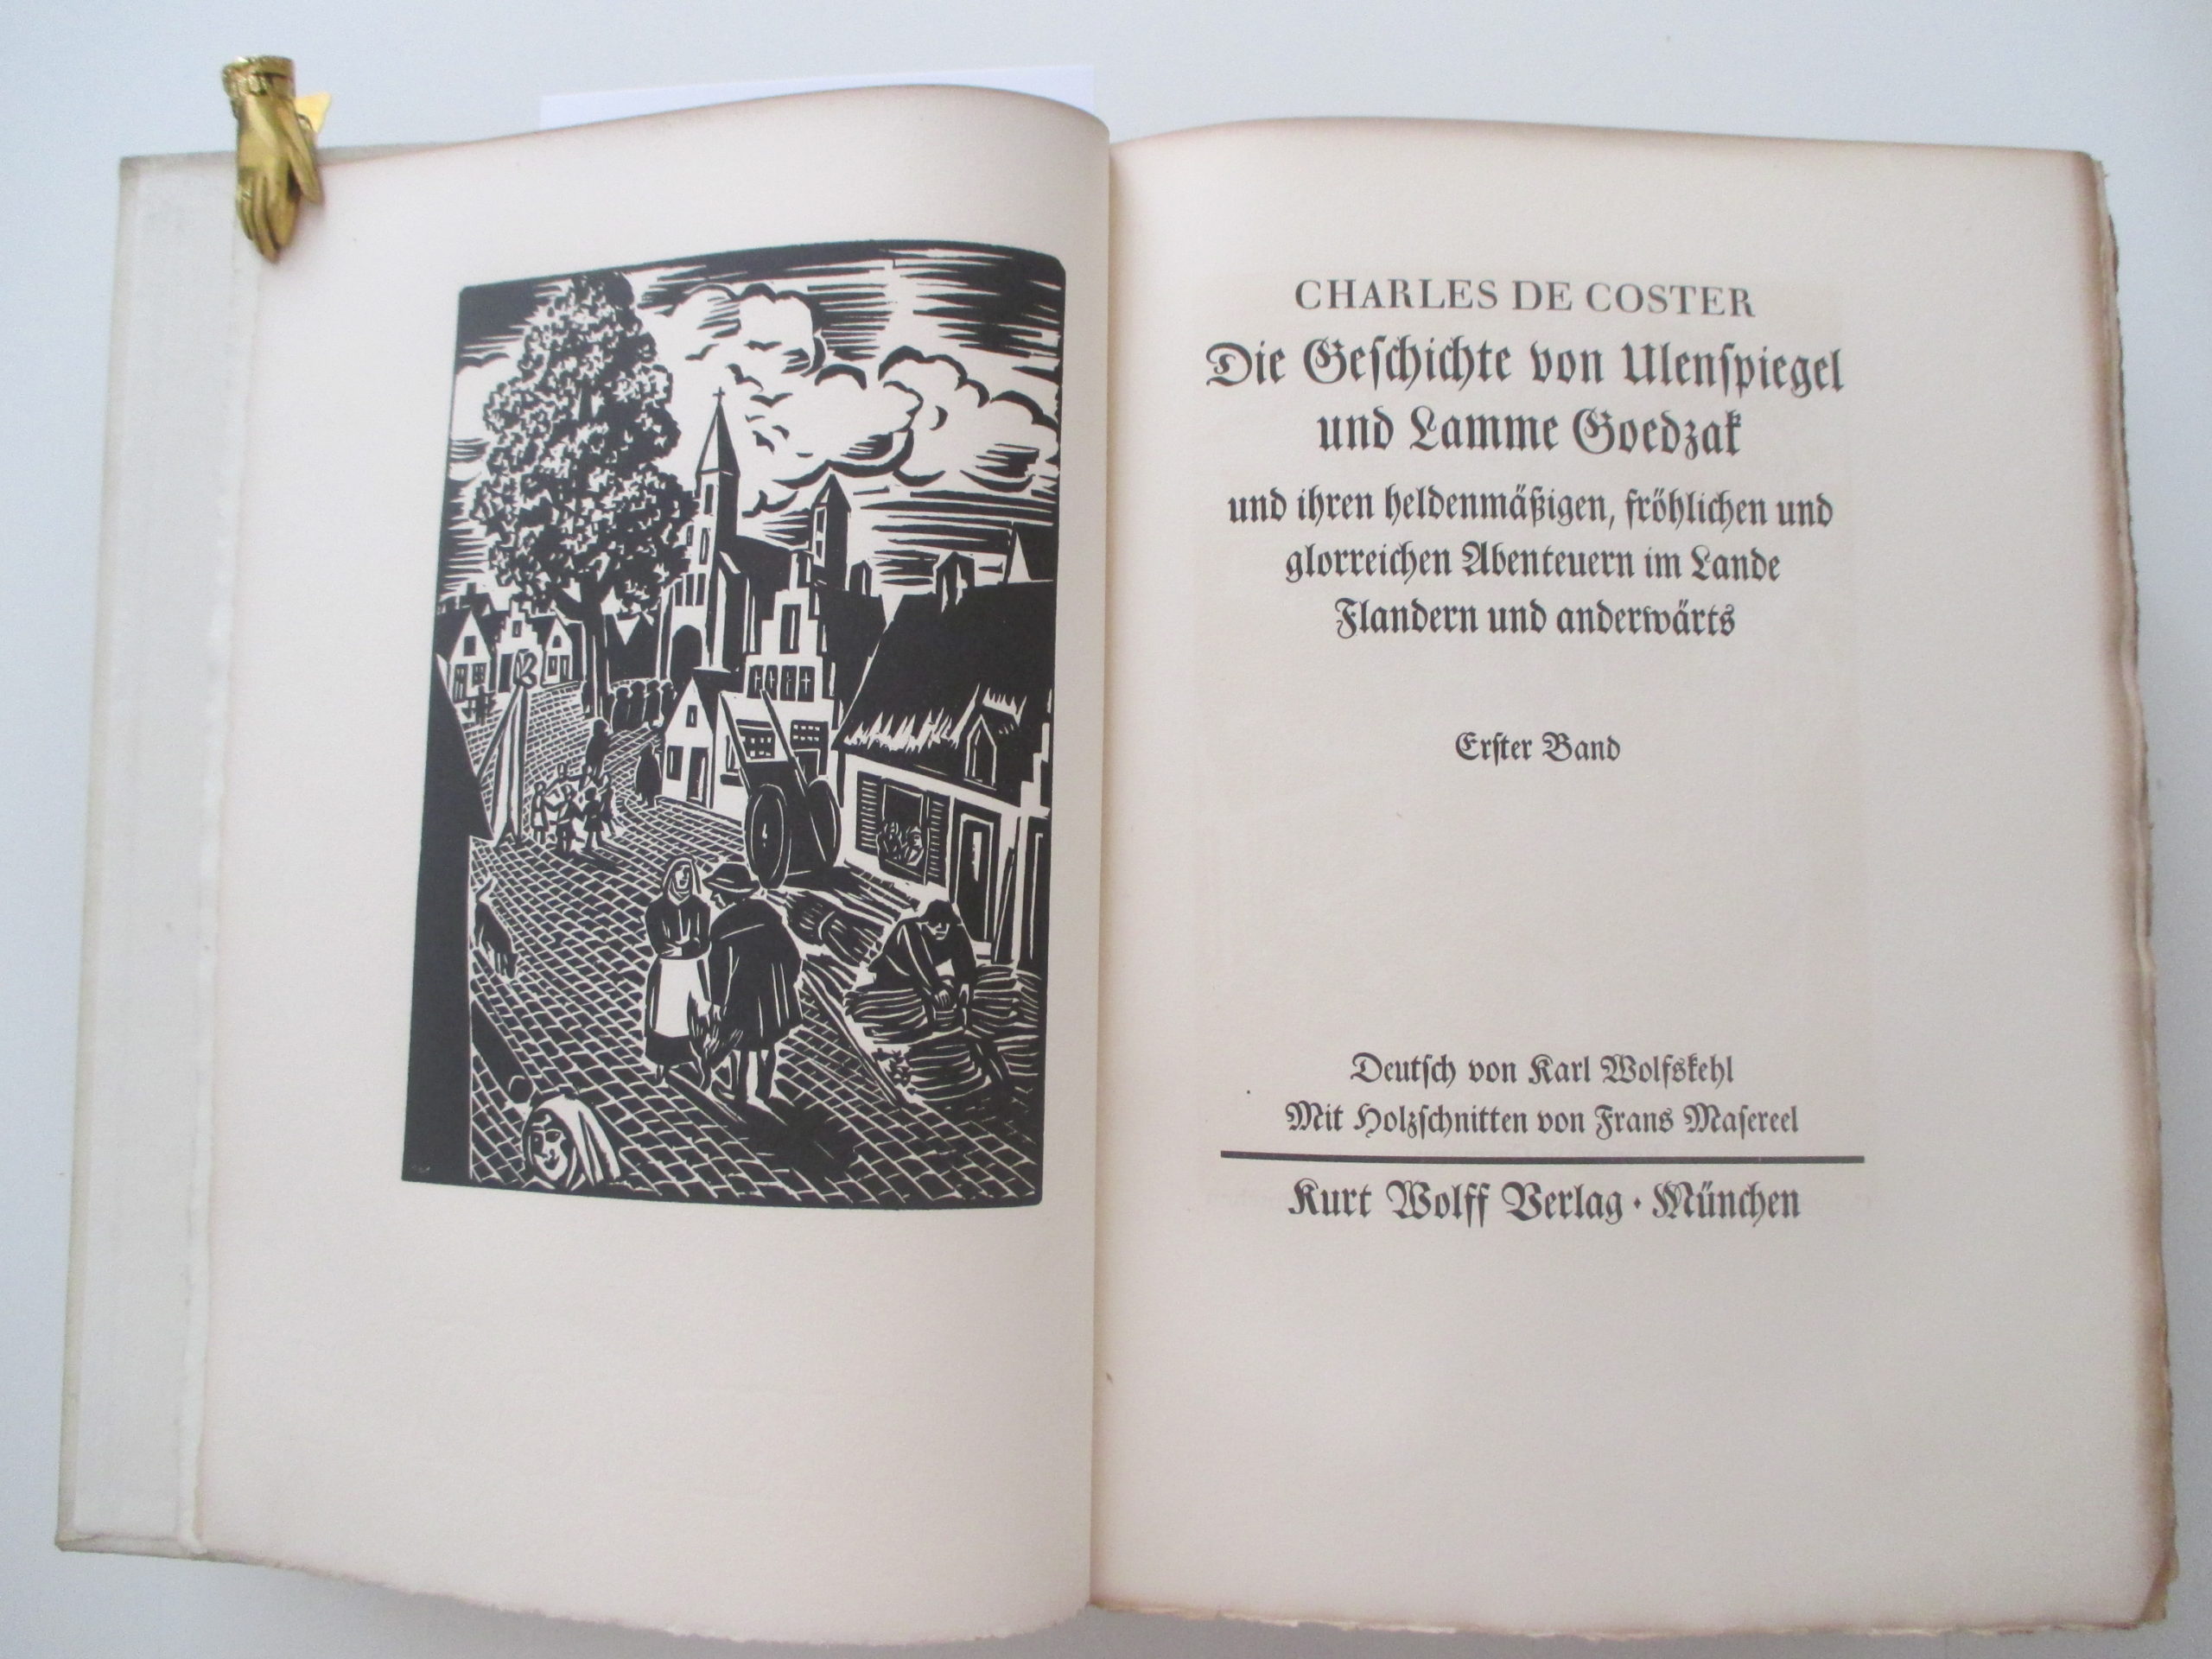 CHARLES DE COSTER
Die Geſchichte von Ulenſpiegel
und Lamme Goedzak
und ihren heldenmäßigen, fröhlichen und
glorreichen Abenteuern im Lande
Flandern und anderwärts
Erſter Band
Deutſch von Karl Wolfskehl
Mit Holzſchnitten von Frans Maſereel
Kurt Wolff Verlag · München